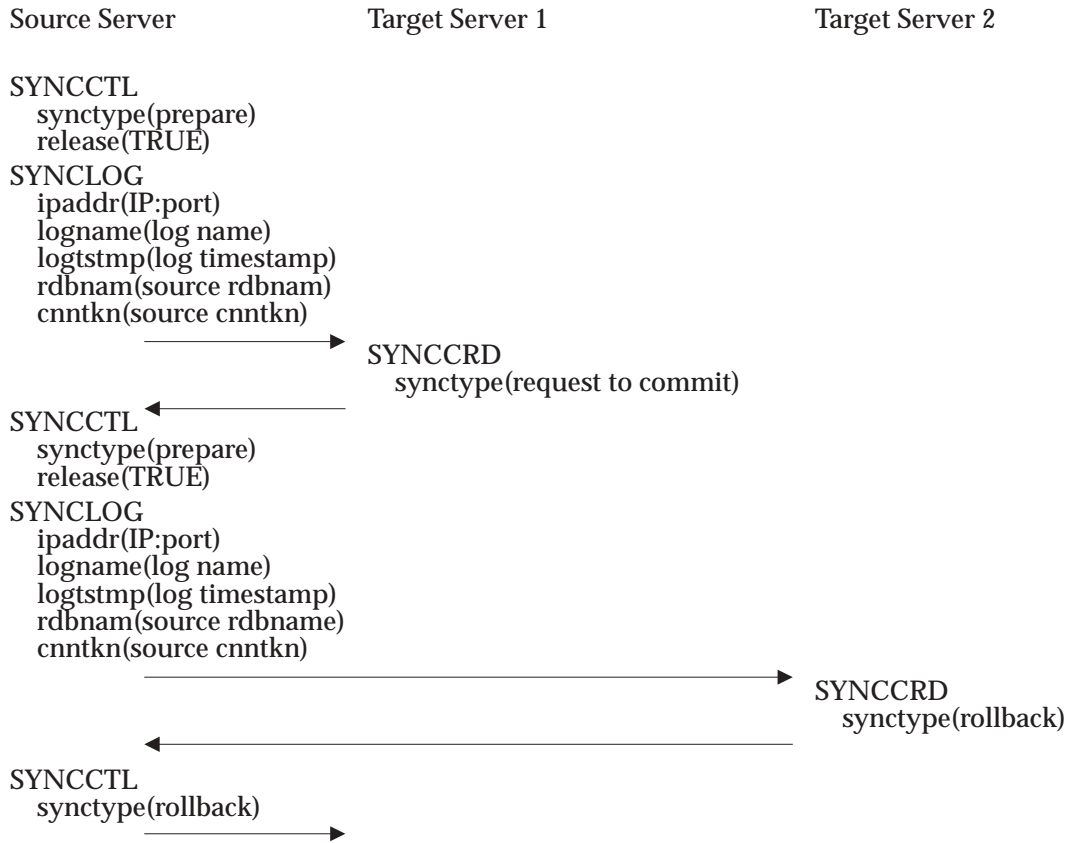 Source Server Target Server 1 Target Server 2
SYNCCTL
synctype(prepare)
release(TRUE)
SYNCLOG
ipaddr(IP:port)
logname(log name)
logtstmp(log timestamp)
rdbnam(source rdbnam)
cnntkn(source cnntkn)
SYNCCRD
synctype(request to commit)
SYNCCTL
synctype(prepare)
release(TRUE)
SYNCLOG
ipaddr(IP:port)
logname(log name)
logtstmp(log timestamp)
rdbnam(source rdbname)
cnntkn(source cnntkn)
SYNCCRD
synctype(rollback)
SYNCCTL
synctype(rollback)